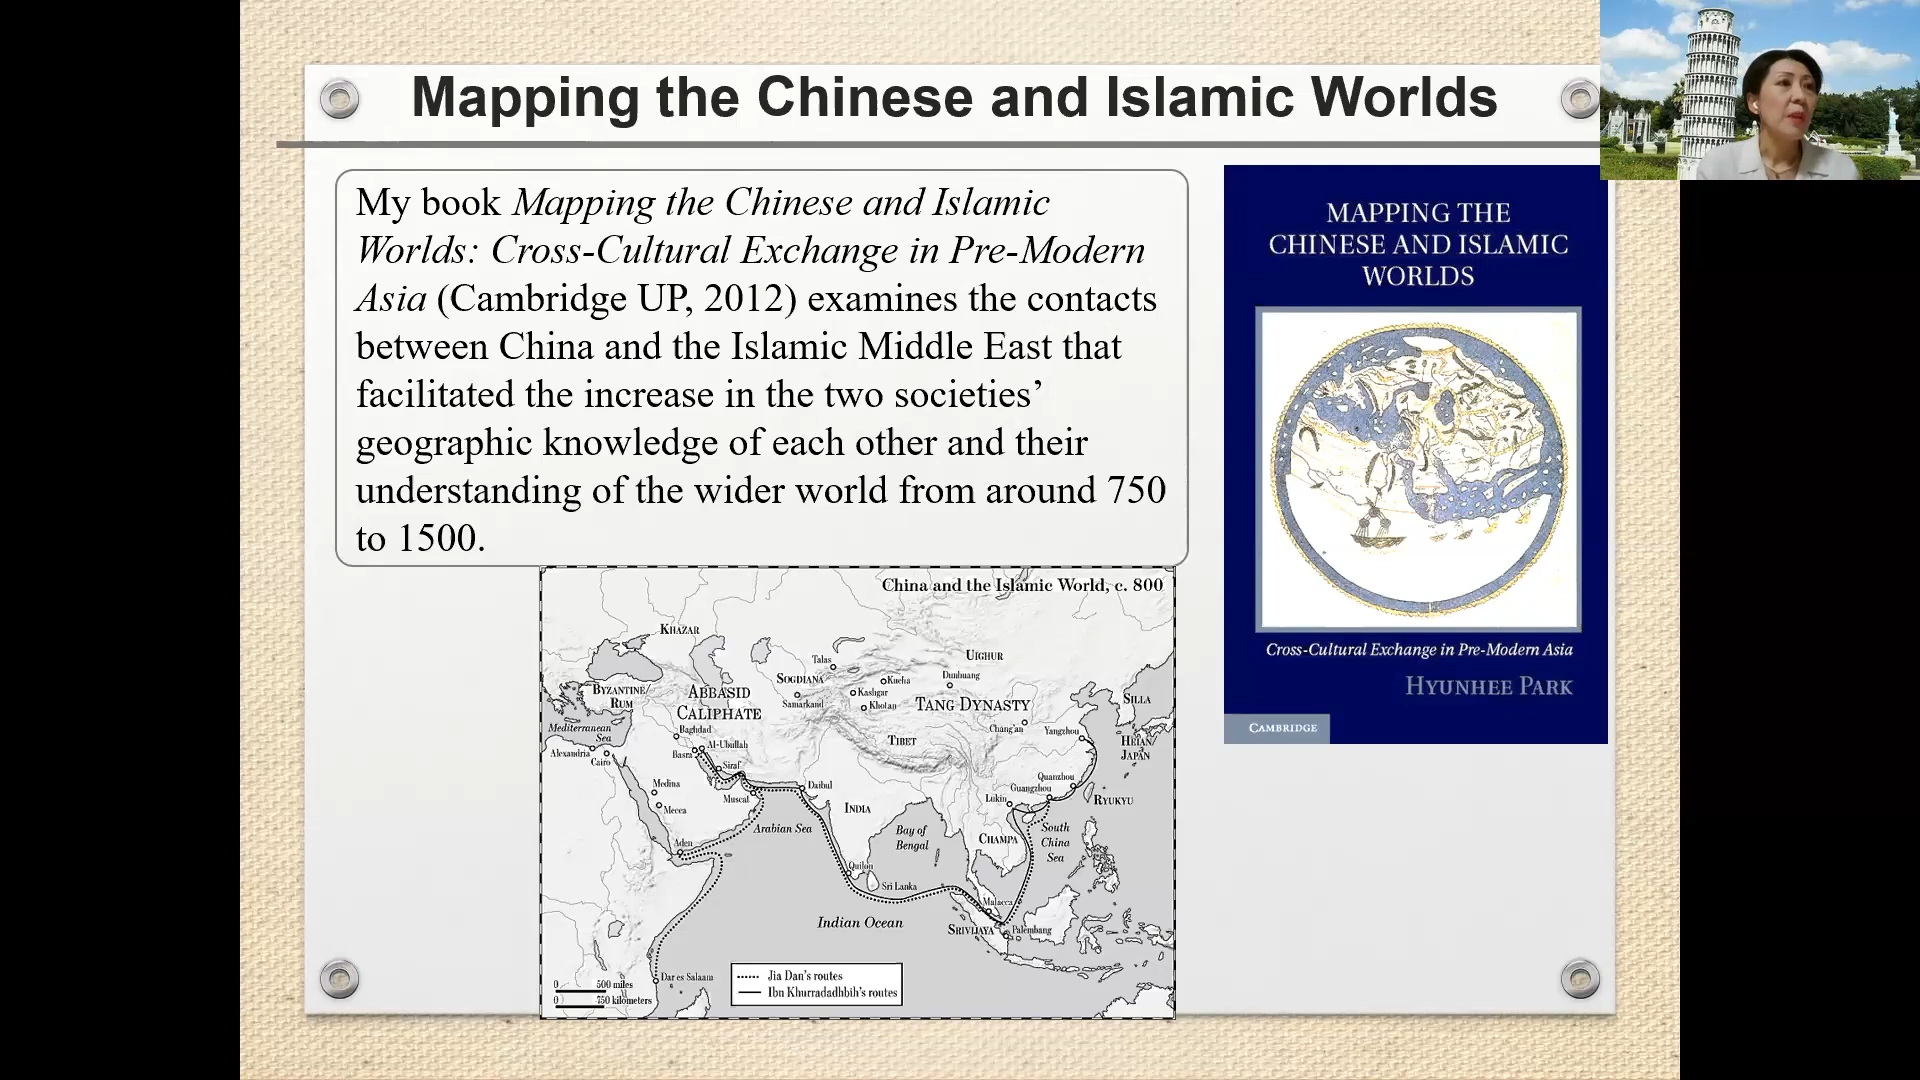 Mapping the Chinese and Islamic Worlds
My book Mapping the Chinese and Islamic
Worlds: Cross-Cultural Exchange in Pre-Modern
Asia (Cambridge UP, 2012) examines the contacts
between China and the Islamic Middle East that
facilitated the increase in the two societies’
geographic knowledge of each other and their
understanding of the wider world from around 750
to 1500.
MAPPING THE
CHINESE AND ISLAMIC
WORLDS
Cross-Cultural Exchange in Pre-Modern Asia
HYUNHEE PARK
CAMBRIDGE
China and the Islamic World, c. 800
KHAZAR
UIGHUR
Talas
SOGDIANA
Kucha
Dunhuang
BYZANTINE/
RUM
ABBASID
CALIPHATE
Samarkand
Kashgar
Khotan
TANG DYNASTY
SILLA
Mediterranean
Sea
Baghdad
Chang'an
Yangzhou
Alexandria
Cairo
Basra
Al-Ubullah
TIBET
HEIAN/
JAPAN
Siraf
Medina
Mecca
Muscat
Daibul
INDIA
Quanzhou
Guangzhou
Lukin
RYUKYU
Arabian Sea
Bay of
Bengal
CHAMPA
South
China
Sea
Aden
Quilon
Sri Lanka
Malacca
Indian Ocean
SRIVIJAYA
Palembang
Dar es Salaam
0 500 miles
0 750 kilometers
Jia Dan's routes
Ibn Khurradadhbih's routes